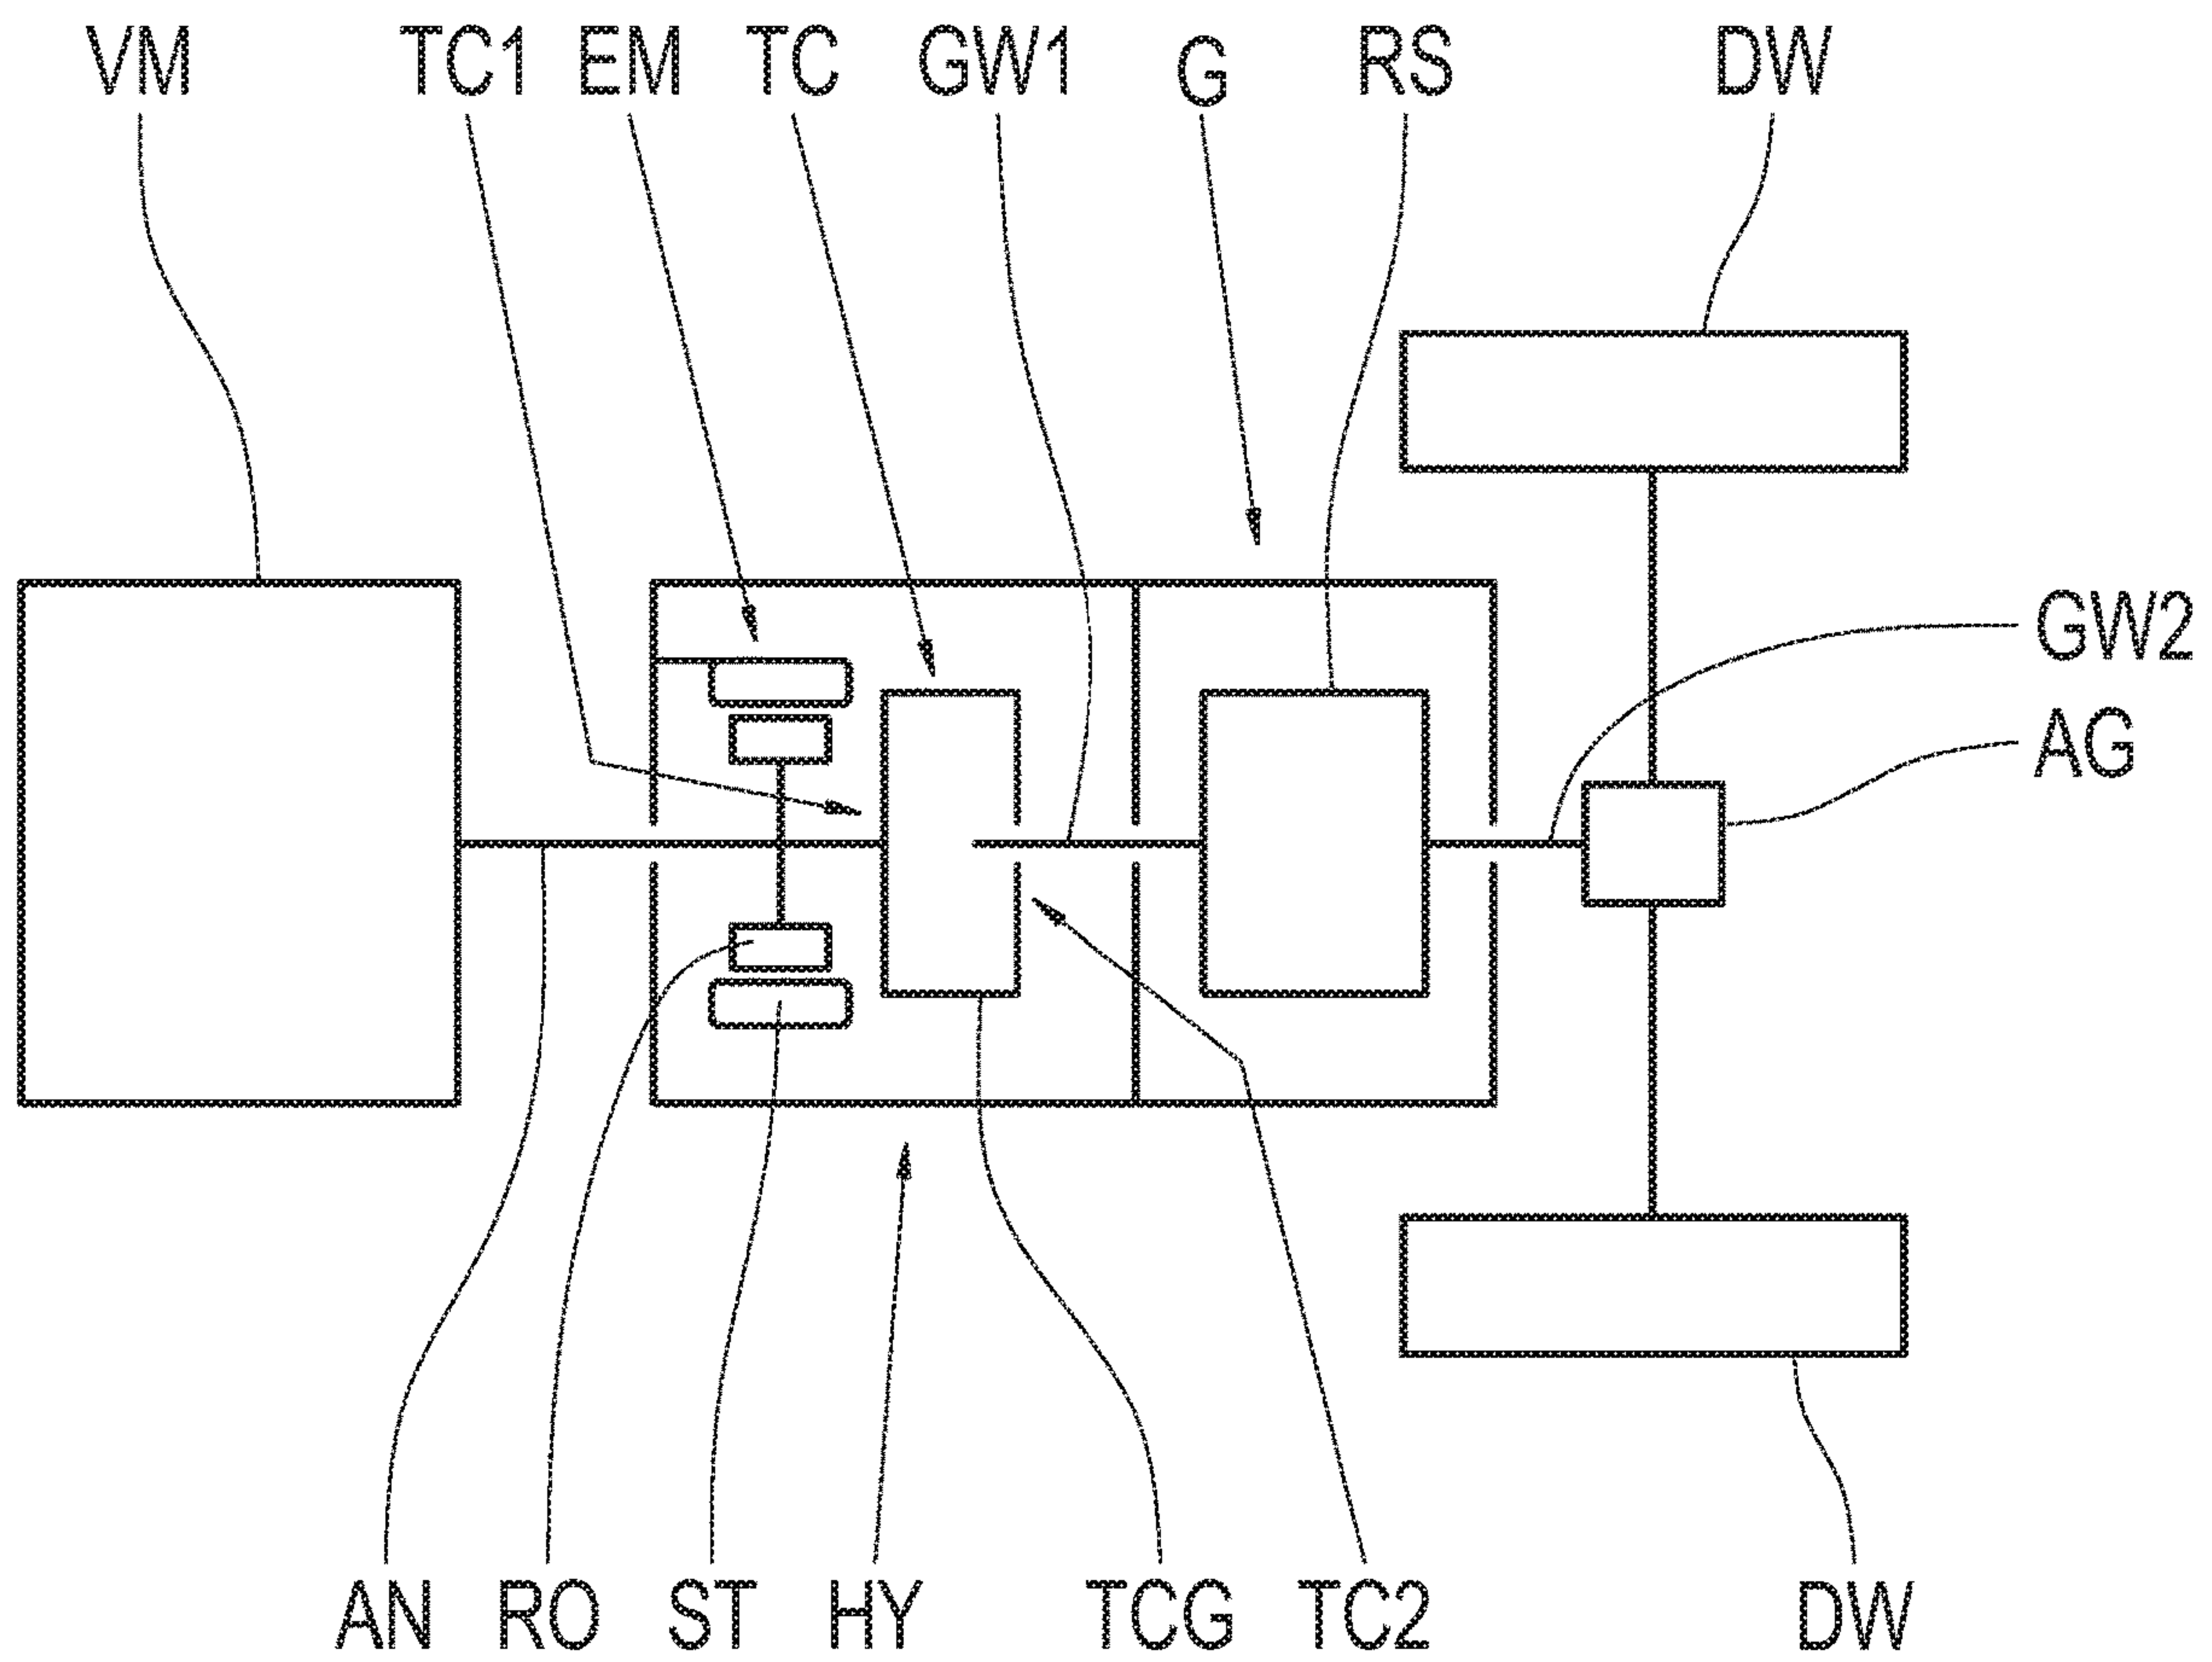 VM TC1 EM TC GW1 G RS DW
GW2
AG
AN RO ST HY TCG TC2 DW